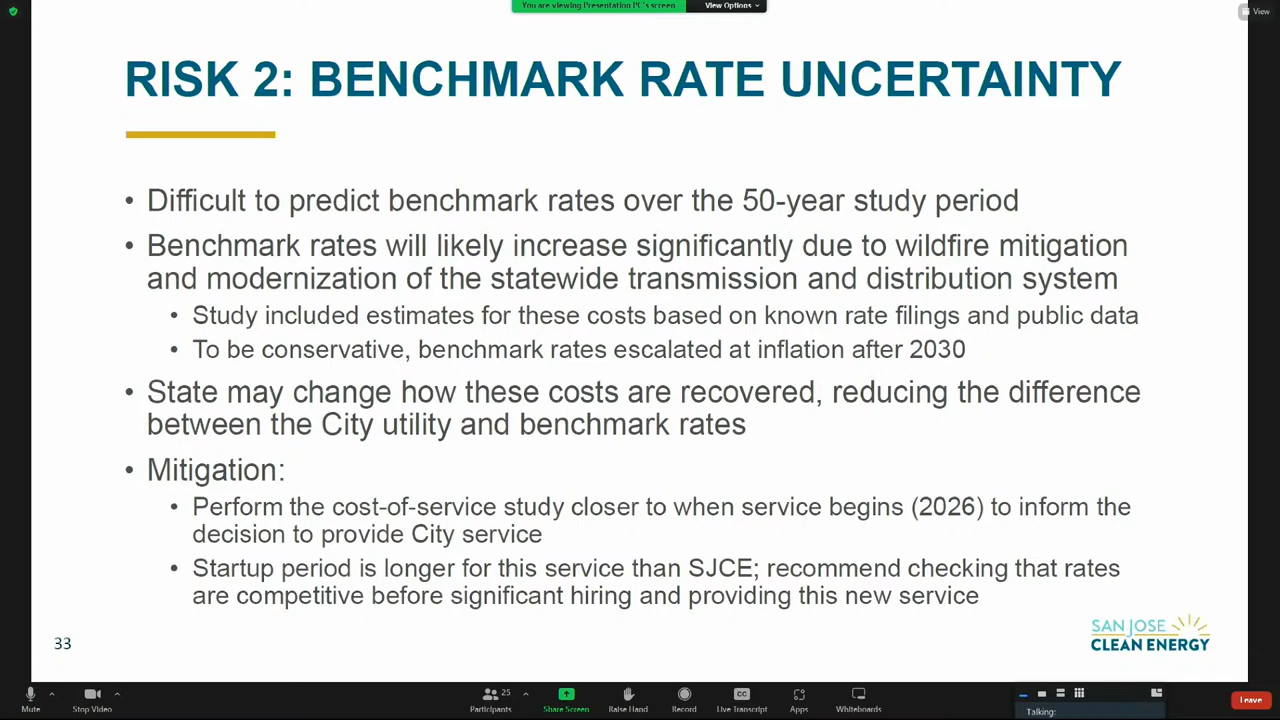 You are viewing Presentation PC's screen
View Options
View
RISK 2: BENCHMARK RATE UNCERTAINTY
• Difficult to predict benchmark rates over the 50-year study period
• Benchmark rates will likely increase significantly due to wildfire mitigation
and modernization of the statewide transmission and distribution system
• Study included estimates for these costs based on known rate filings and public data
• To be conservative, benchmark rates escalated at inflation after 2030
• State may change how these costs are recovered, reducing the difference
between the City utility and benchmark rates
• Mitigation:
• Perform the cost-of-service study closer to when service begins (2026) to inform the
decision to provide City service
• Startup period is longer for this service than SJCE; recommend checking that rates
are competitive before significant hiring and providing this new service
33
SAN JOSE
CLEAN ENERGY
25
CC
Mute
Stop Video
Participants
Share Screen
Raise Hand
Record
Live Transcript
Apps
Whiteboards
Talking:
Leave